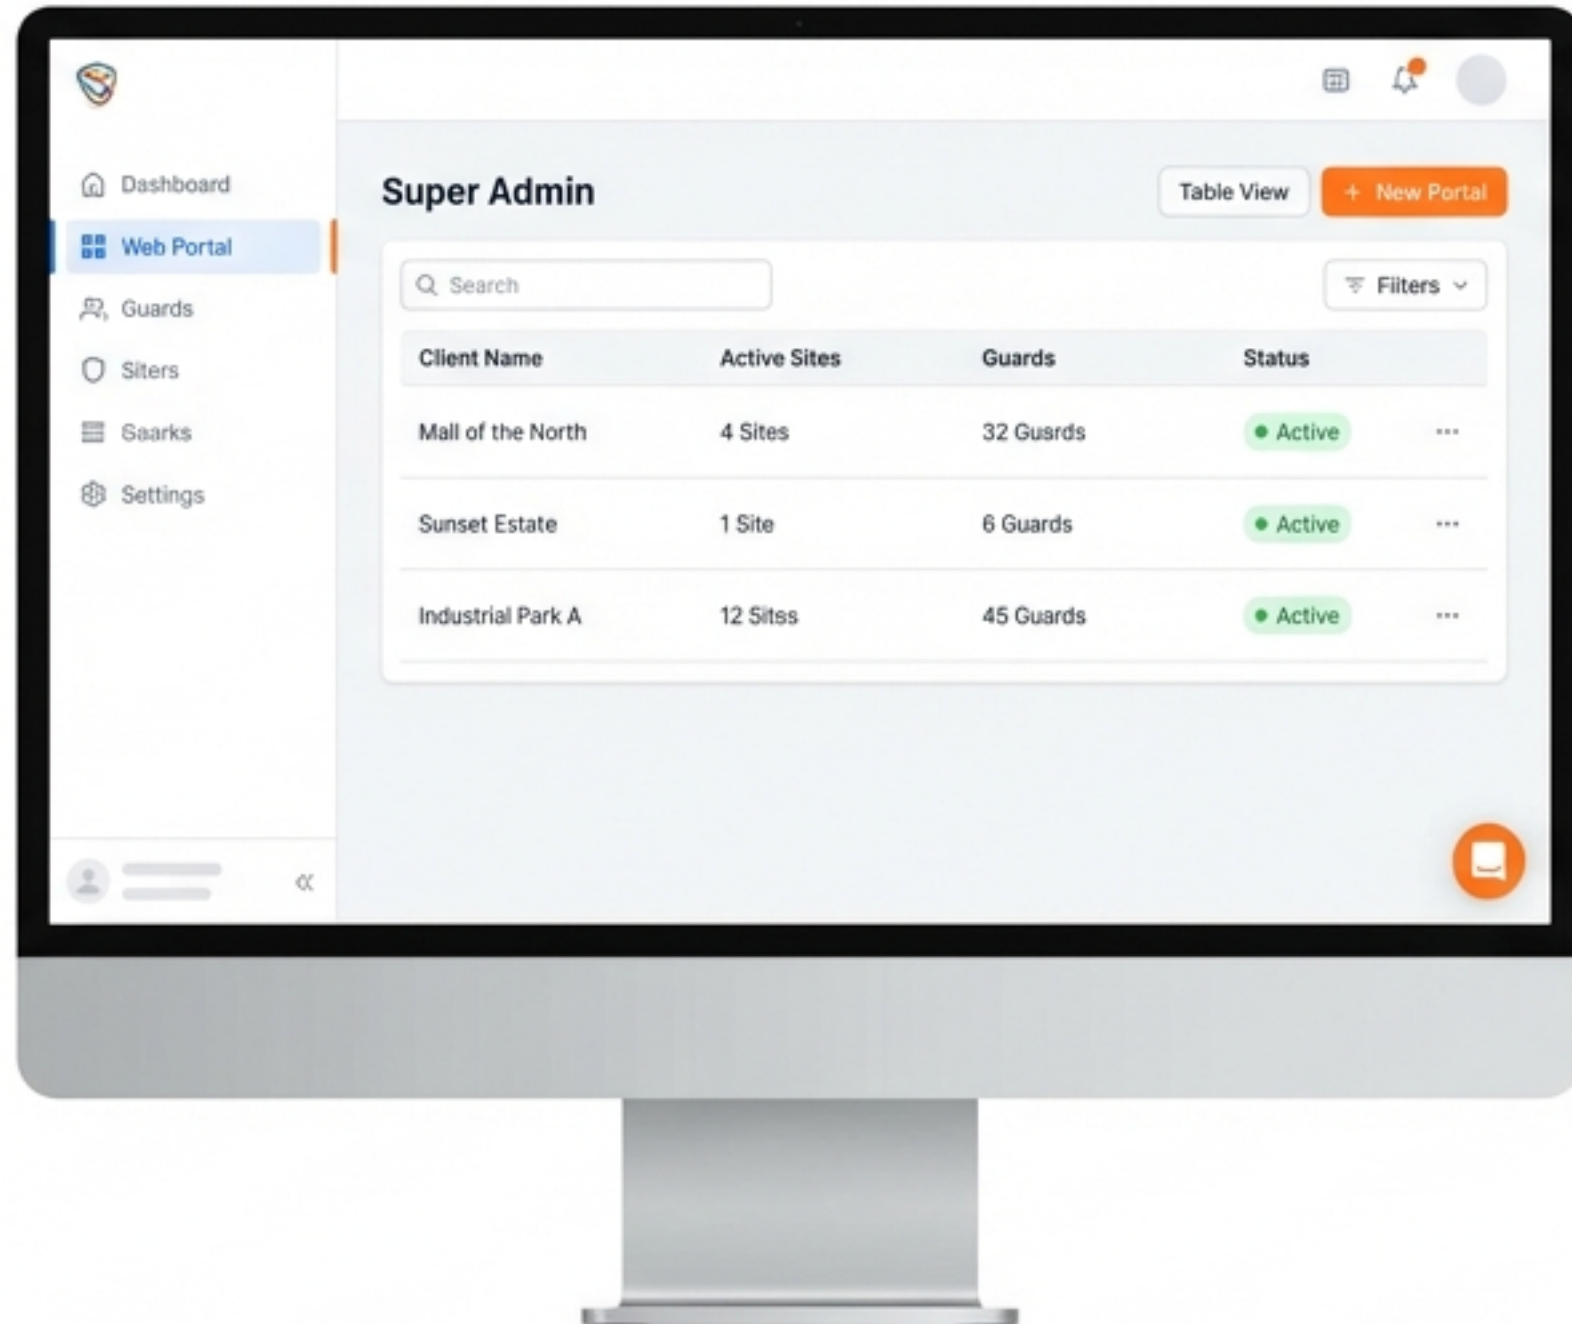 Dashboard
Web Portal
Guards
Siters
Saarks
Settings
Super Admin
Table View
+ New Portal
Search
Fiiters
Client Name Active Sites Guards Status
Mall of the North 4 Sites 32 Gusrds Active
Sunset Estate 1 Site 6 Guards Active
Industrial Park A 12 Sitss 45 Guards Active